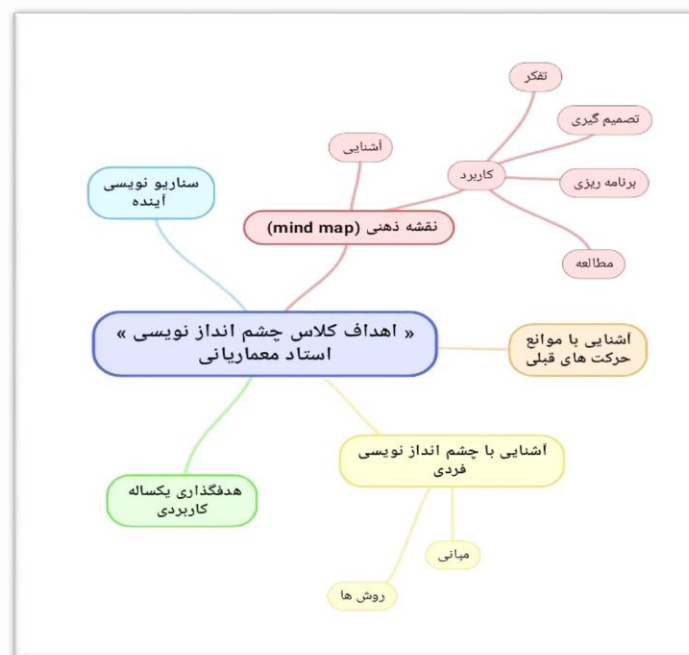 تفکر
تصمیم گیری
آشنایی
کاربرد
برنامه ریزی
سناریو نویسی
آینده
نقشه ذهنی (mind map)
مطالعه
« اهداف کلاس چشم انداز نویسی »
استاد معماریانی
آشنایی با موانع
حرکت های قبلی
آشنایی با چشم انداز نویسی
فردی
هدفگذاری یکساله
کاربردی
مبانی
روش ها